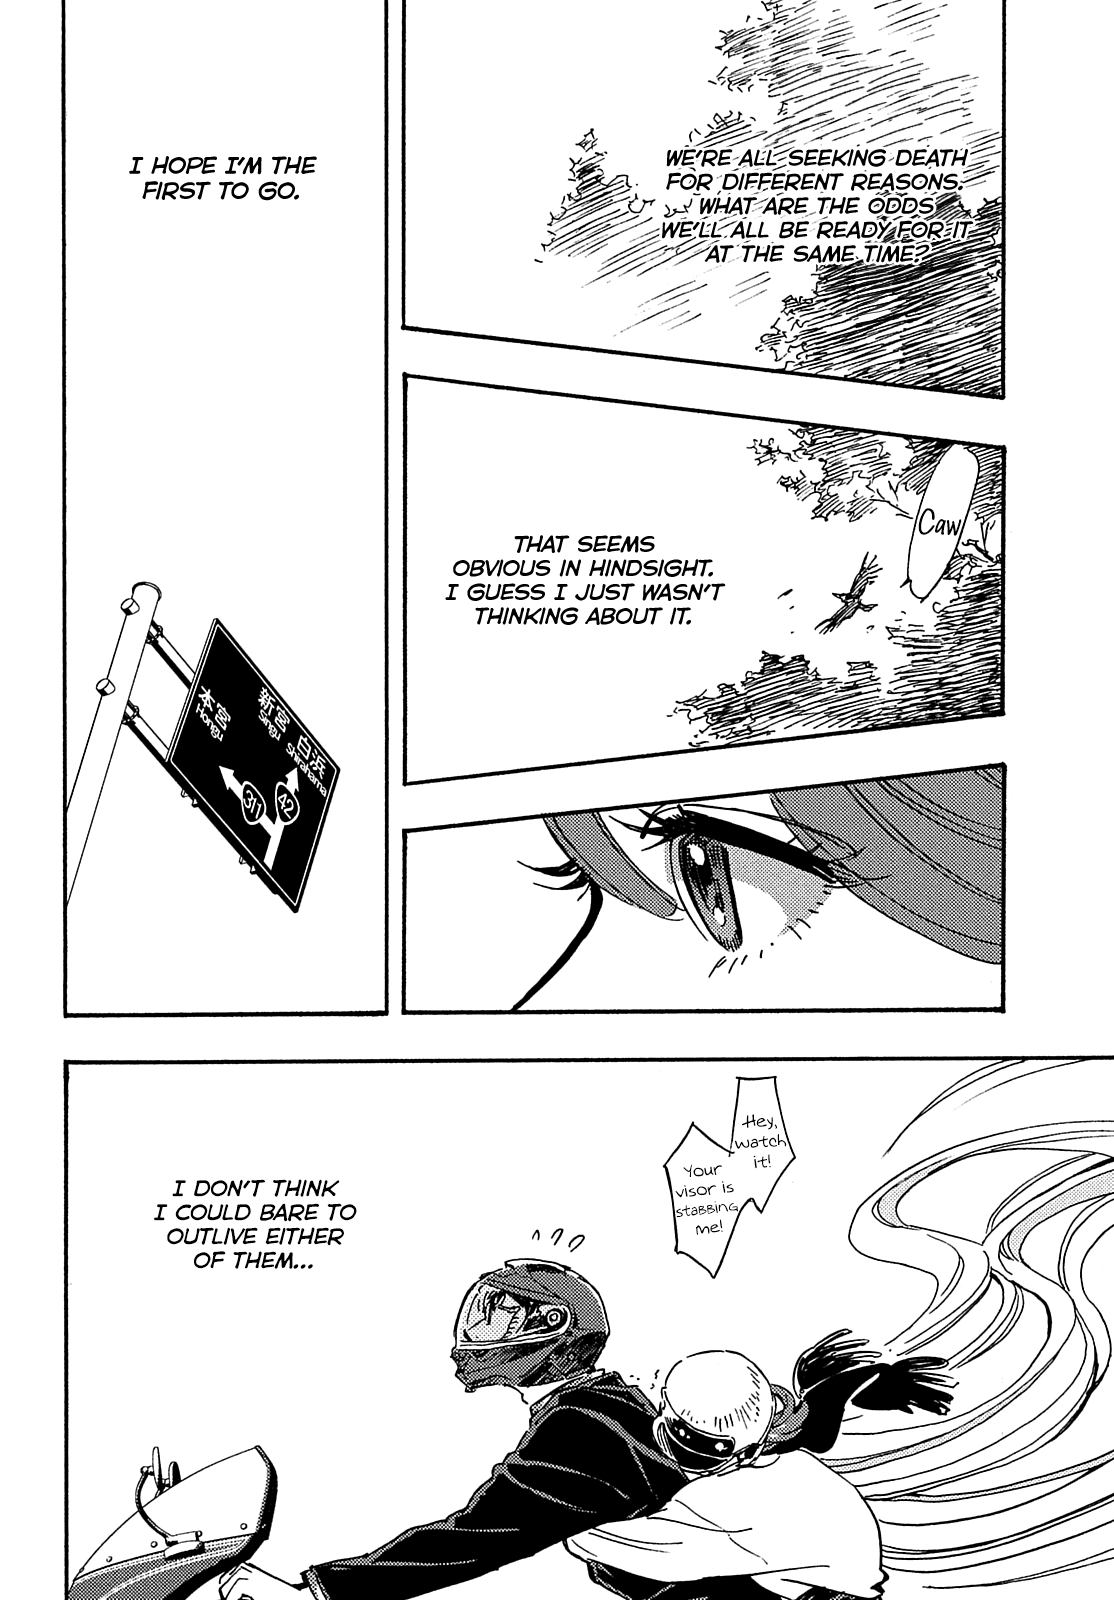 WE'RE ALL SEEKING DEATH
FOR DIFFERENT REASONS.
WHAT ARE THE ODDS
WE'LL ALL BE READY FOR IT
AT THE SAME TIME?
Caw
THAT SEEMS
OBVIOUS IN HINDSIGHT.
I GUESS I JUST WASN'T
THINKING ABOUT IT.
I HOPE I'M THE
FIRST TO GO.
本宮
Hongu
新宮
Singu
白浜
Shirahama
311
42
Hey,
watch
it!
Your
visor is
stabbing
me!
I DON'T THINK
I COULD BARE TO
OUTLIVE EITHER
OF THEM...